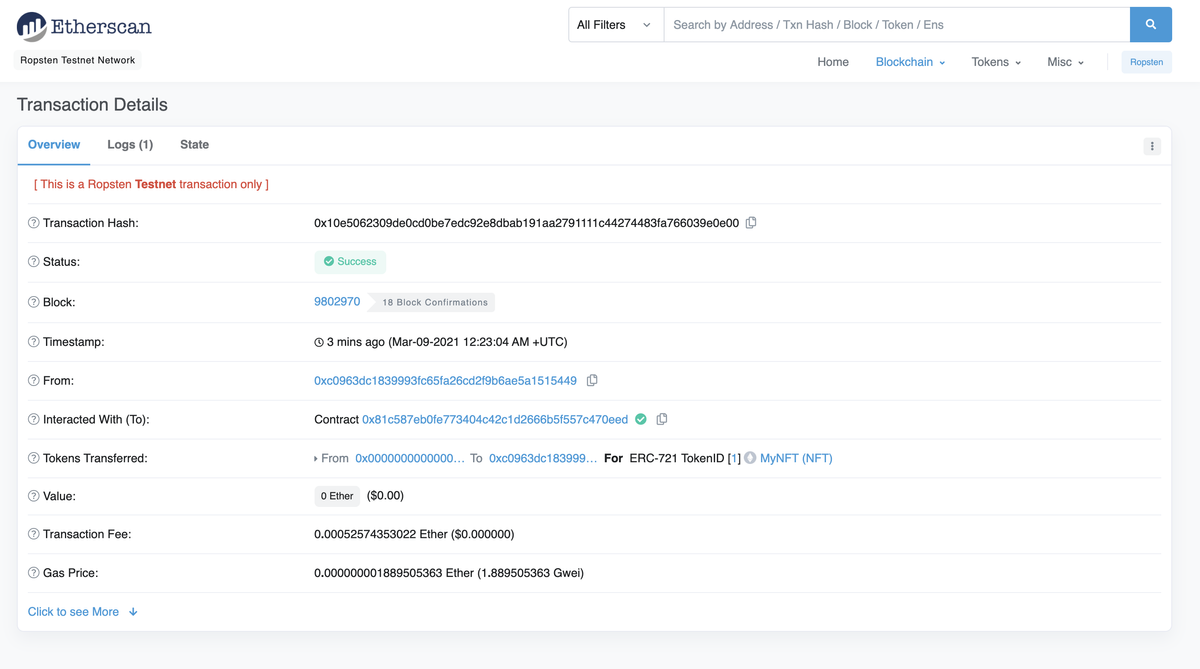 Etherscan
All Filters
Search by Address / Txn Hash / Block / Token / Ens
Ropsten Testnet Network
Home Blockchain Tokens Misc Ropsten
Transaction Details
Overview Logs (1) State
[ This is a Ropsten Testnet transaction only ]
Transaction Hash: 0x10e5062309de0cd0be7edc92e8dbab191aa2791111c44274483fa766039e0e00
Status: Success
Block: 9802970 18 Block Confirmations
Timestamp: 3 mins ago (Mar-09-2021 12:23:04 AM +UTC)
From: 0xc0963dc1839993fc65fa26cd2f9b6ae5a1515449
Interacted With (To): Contract 0x81c587eb0fe773404c42c1d2666b5f557c470eed
Tokens Transferred: From 0x0000000000000... To 0xc0963dc183999... For ERC-721 TokenID [1] MyNFT (NFT)
Value: 0 Ether ($0.00)
Transaction Fee: 0.00052574353022 Ether ($0.000000)
Gas Price: 0.000000001889505363 Ether (1.889505363 Gwei)
Click to see More